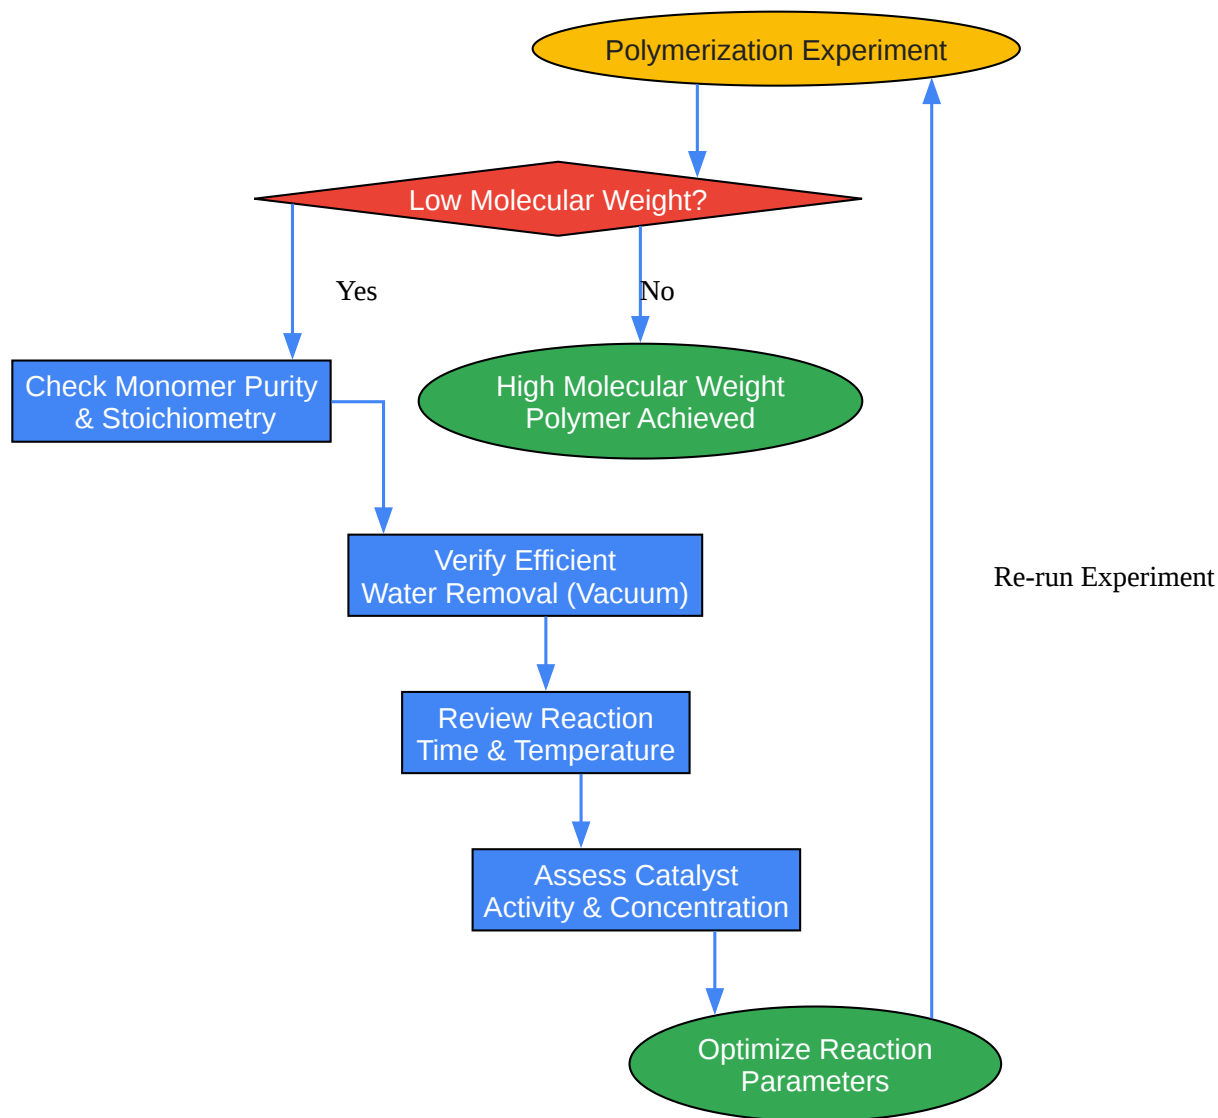 Polymerization Experiment
Low Molecular Weight?
Yes
No
Check Monomer Purity
& Stoichiometry
High Molecular Weight
Polymer Achieved
Verify Efficient
Water Removal (Vacuum)
Re-run Experiment
Review Reaction
Time & Temperature
Assess Catalyst
Activity & Concentration
Optimize Reaction
Parameters